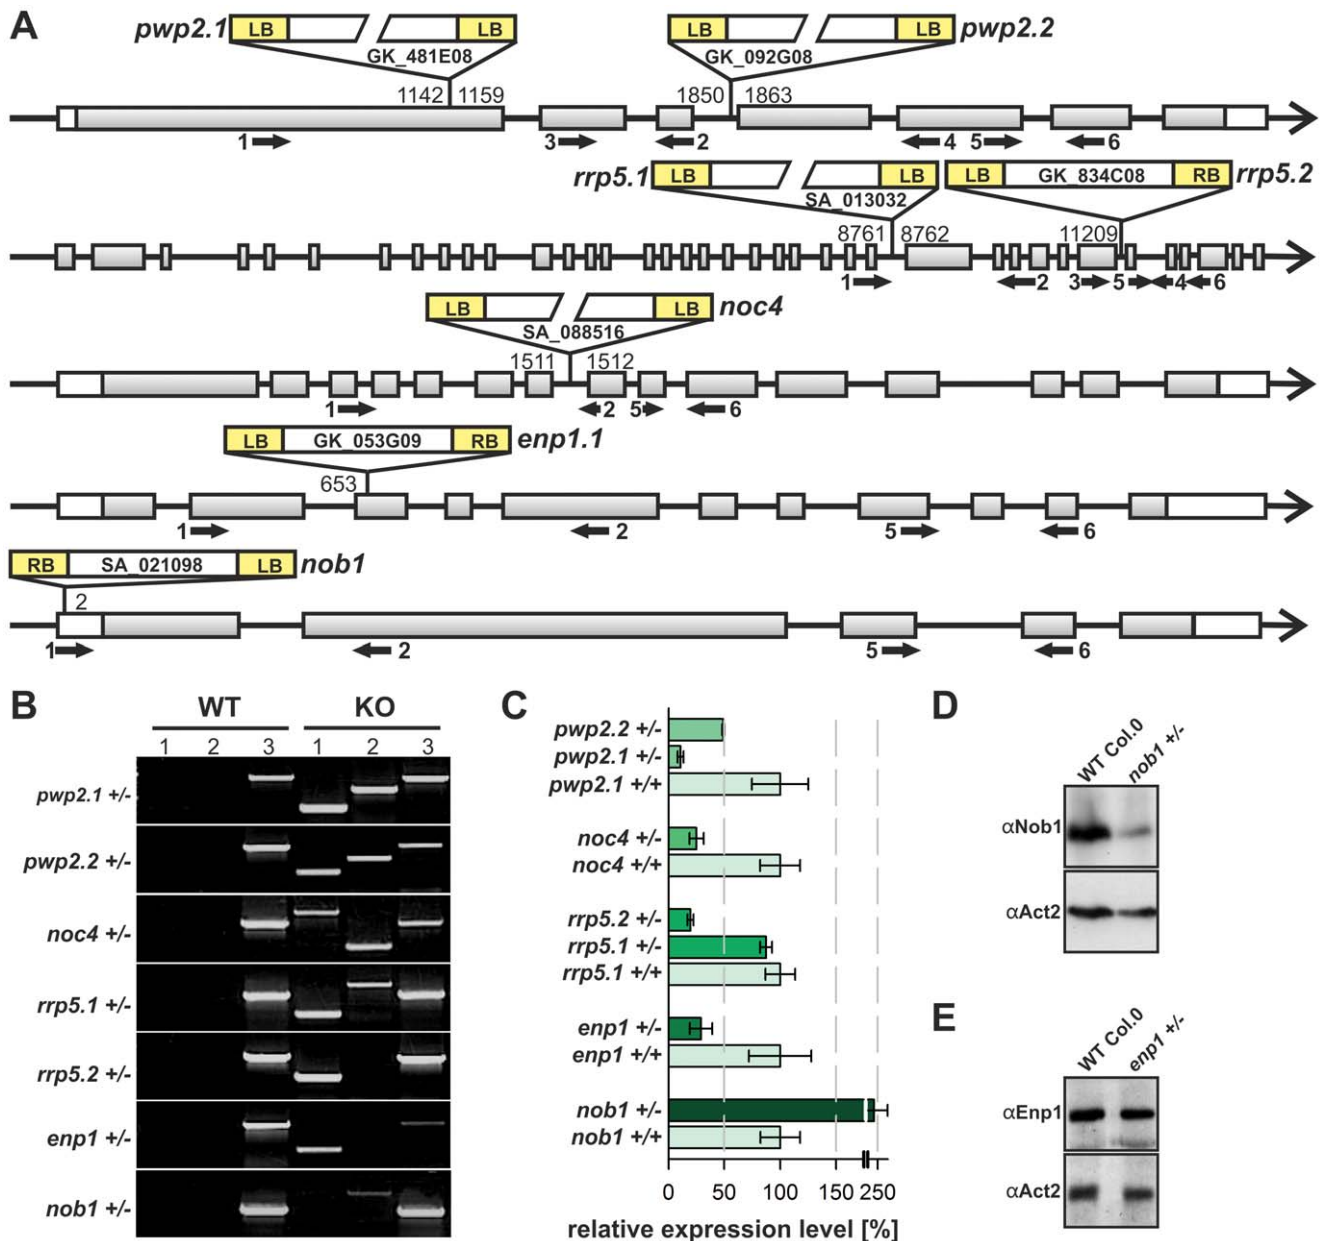 A
pwp2.1 LB LB LB LB pwp2.2
GK_481E08 GK_092G08
1142 1159 1850 1863
1 3 2 4 5 6
rrp5.1 LB LB LB GK_834C08 RB rrp5.2
SA_013032
8761 8762 11209
1 2 3 5 4 6
LB LB noc4
SA_088516
1511 1512
1 2 5 6
LB GK_053G09 RB enp1.1
653
1 2 5 6
RB SA_021098 LB nob1
2
1 2 5 6
B
WT KO
1 2 3 1 2 3
pwp2.1 +/-
pwp2.2 +/-
noc4 +/-
rrp5.1 +/-
rrp5.2 +/-
enp1 +/-
nob1 +/-
C
pwp2.2 +/-
pwp2.1 +/-
pwp2.1 +/+
noc4 +/-
noc4 +/+
rrp5.2 +/-
rrp5.1 +/-
rrp5.1 +/+
enp1 +/-
enp1 +/+
nob1 +/-
nob1 +/+
0 50 100 150 250
relative expression level [%]
D
WT Col.0 nob1 +/-
αNob1
αAct2
E
WT Col.0 enp1 +/-
αEnp1
αAct2